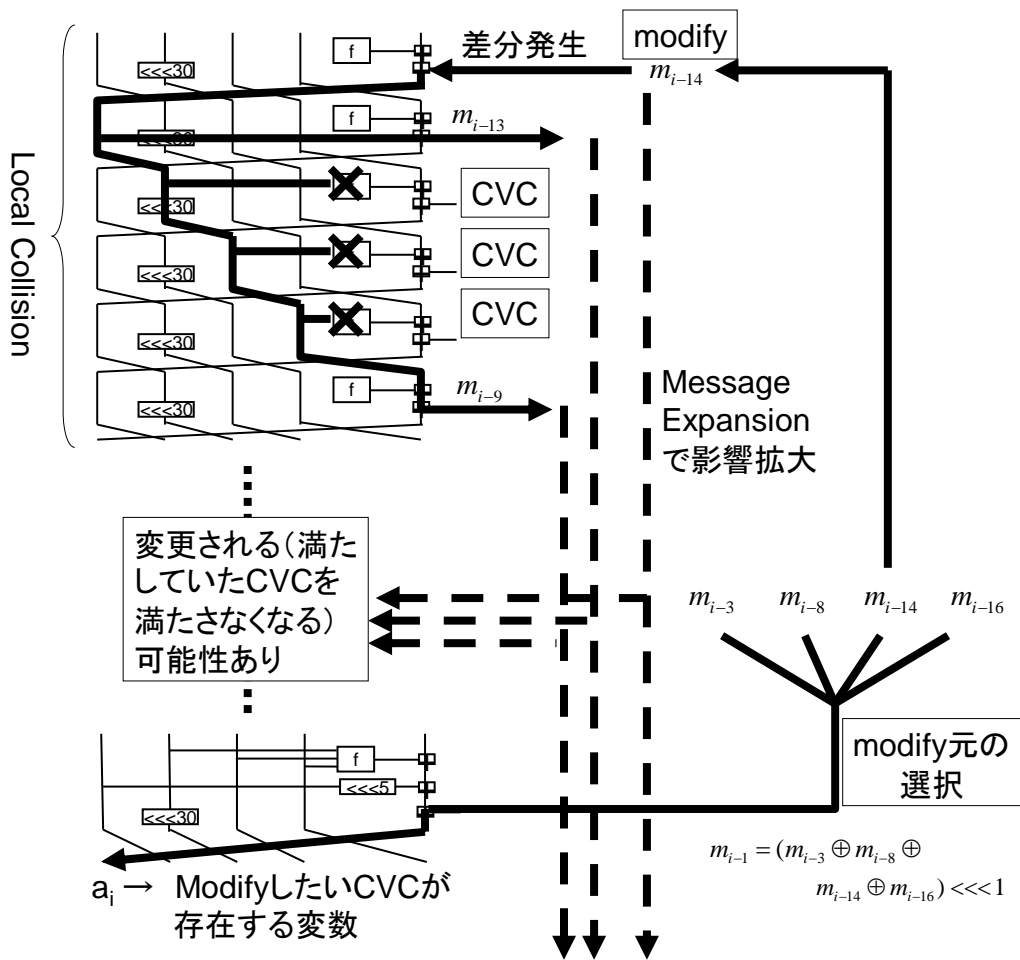 modify
差分発生
m_{i-14}
f
<<<30
f
m_{i-13}
Local Collision
<<<30
CVC
<<<30
CVC
<<<30
CVC
<<<30
f
m_{i-9}
<<<30
Message
Expansion
で影響拡大
変更される(満た
していたCVCを
満たさなくなる)
可能性あり
m_{i-3} m_{i-8} m_{i-14} m_{i-16}
modify元の
選択
f
<<<5
<<<30
m_{i-1} = (m_{i-3} ⊕ m_{i-8} ⊕
m_{i-14} ⊕ m_{i-16}) <<< 1
a_i → ModifyしたいCVCが
存在する変数